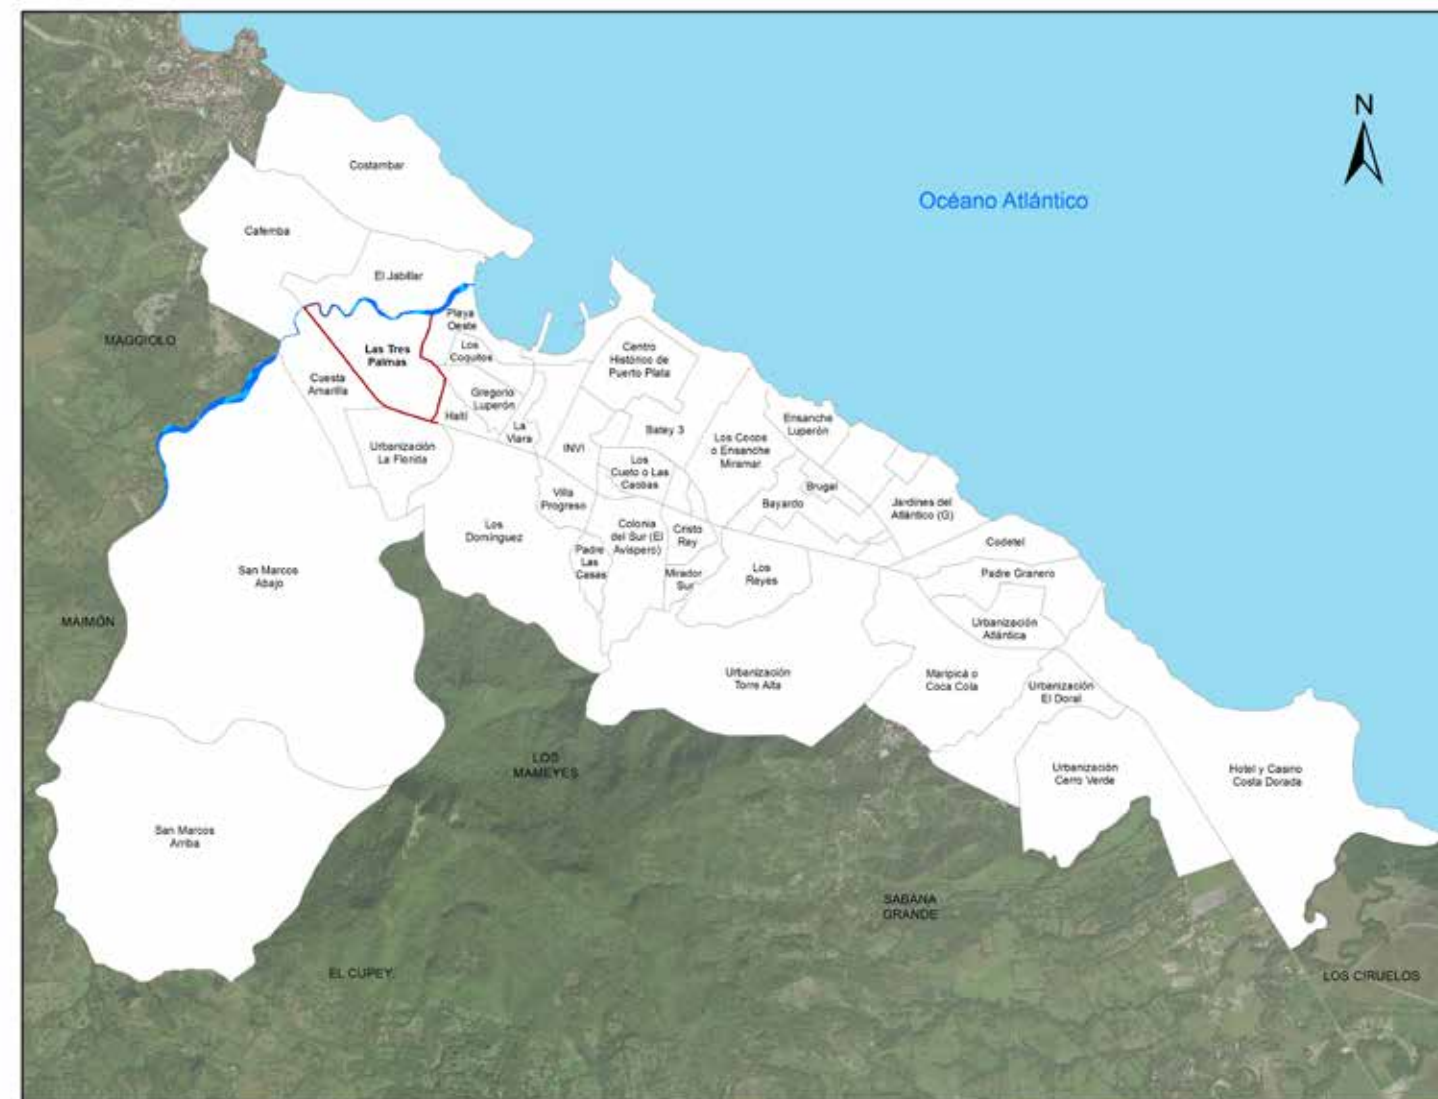 N
Océano Atlántico
Costambar
Cafemba
El Jabillar
MAGGIOLO
Playa
Oeste
Las Tres
Palmas
Los
Coquitos
Centro
Histórico de
Puerto Plata
Cuesta
Amarilla
Gregorio
Luperón
Haití
La
Viara
Urbanización
La Florida
INVI
Batey 3
Ensanche
Luperón
Los Cocos
o Ensanche
Miramar
Los
Cueto o Las
Caobas
Villa
Progreso
Brugal
Bayardo
Jardines del
Atlántico (G)
Los
Domínguez
Colonia
del Sur (El
Avispero)
Cristo
Rey
Codetel
Padre
Las
Casas
Mirador
Sur
Los
Reyes
Padre Granero
San Marcos
Abajo
MAIMÓN
Urbanización
Atlántica
Urbanización
Torre Alta
Maripicá o
Coca Cola
Urbanización
El Doral
LOS
MAMEYES
Urbanización
Cerro Verde
Hotel y Casino
Costa Dorada
San Marcos
Arriba
SABANA
GRANDE
EL CUPEY.
LOS CIRUELOS